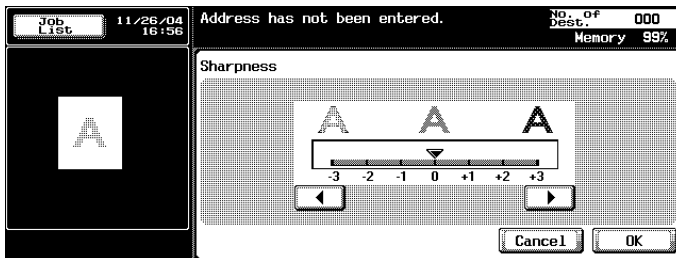 Job
List
11/26/04
16:56
Address has not been entered.
No. of
Dest.
000
Memory 99%
Sharpness
A
A A A
-3 -2 -1 0 +1 +2 +3
Cancel OK